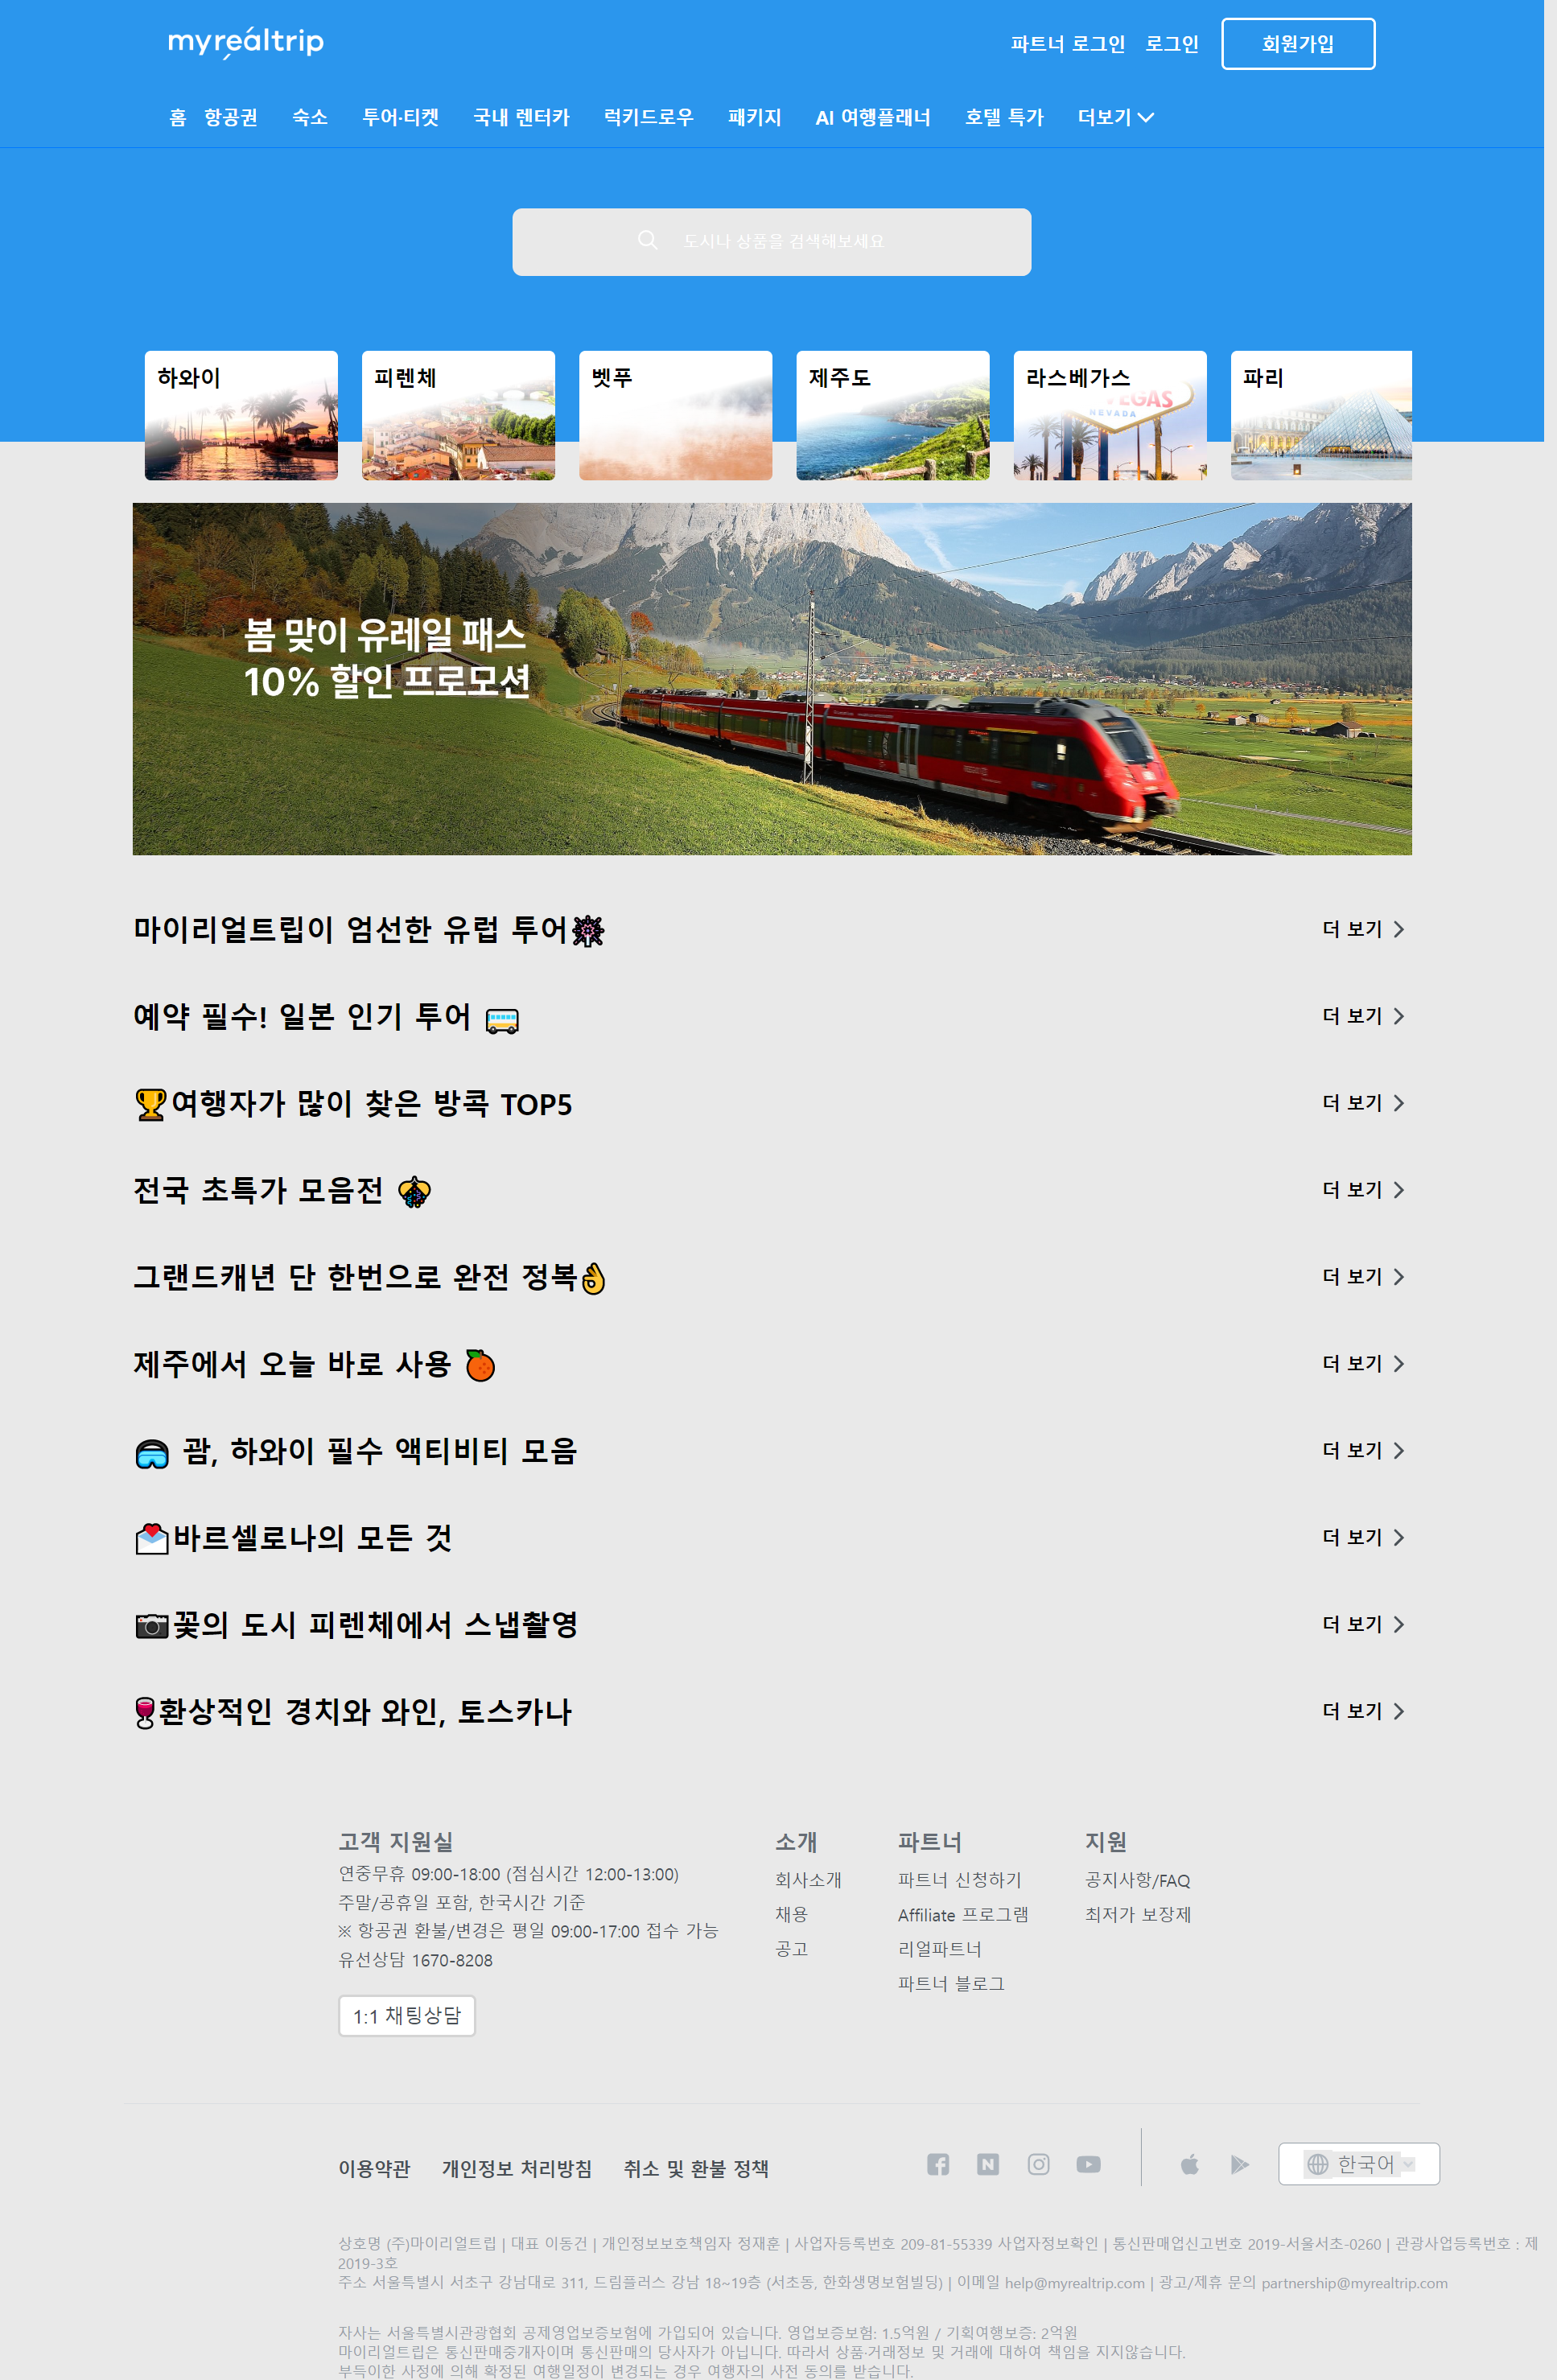 myrealtrip
파트너 로그인 로그인 회원가입
홈 항공권 숙소 투어·티켓 국내 렌터카 럭키드로우 패키지 AI 여행플래너 호텔 특가 더보기
도시나 상품을 검색해보세요
하와이 피렌체 벳푸 제주도 라스베가스 파리
VEGAS
NEVADA
봄 맞이 유레일 패스
10% 할인 프로모션
마이리얼트립이 엄선한 유럽 투어🎇 더 보기
예약 필수! 일본 인기 투어 🚌 더 보기
🏆여행자가 많이 찾은 방콕 TOP5 더 보기
전국 초특가 모음전 더 보기
그랜드캐년 단 한번으로 완전 정복👌 더 보기
제주에서 오늘 바로 사용 🍊 더 보기
🥽 괌, 하와이 필수 액티비티 모음 더 보기
💌바르셀로나의 모든 것 더 보기
📷꽃의 도시 피렌체에서 스냅촬영 더 보기
🍷환상적인 경치와 와인, 토스카나 더 보기
고객 지원실 소개 파트너 지원
연중무휴 09:00-18:00 (점심시간 12:00-13:00) 회사소개 파트너 신청하기 공지사항/FAQ
주말/공휴일 포함, 한국시간 기준 채용 Affiliate 프로그램 최저가 보장제
※ 항공권 환불/변경은 평일 09:00-17:00 접수 가능 공고 리얼파트너
유선상담 1670-8208 파트너 블로그
1:1 채팅상담
이용약관 개인정보 처리방침 취소 및 환불 정책 한국어
상호명 (주)마이리얼트립 | 대표 이동건 | 개인정보보호책임자 정재훈 | 사업자등록번호 209-81-55339 사업자정보확인 | 통신판매업신고번호 2019-서울서초-0260 | 관광사업등록번호 : 제
2019-3호
주소 서울특별시 서초구 강남대로 311, 드림플러스 강남 18~19층 (서초동, 한화생명보험빌딩) | 이메일 help@myrealtrip.com | 광고/제휴 문의 partnership@myrealtrip.com
자사는 서울특별시관광협회 공제영업보증보험에 가입되어 있습니다. 영업보증보험: 1.5억원 / 기획여행보증: 2억원
마이리얼트립은 통신판매중개자이며 통신판매의 당사자가 아닙니다. 따라서 상품·거래정보 및 거래에 대하여 책임을 지지않습니다.
부득이한 사정에 의해 확정된 여행일정이 변경되는 경우 여행자의 사전 동의를 받습니다.